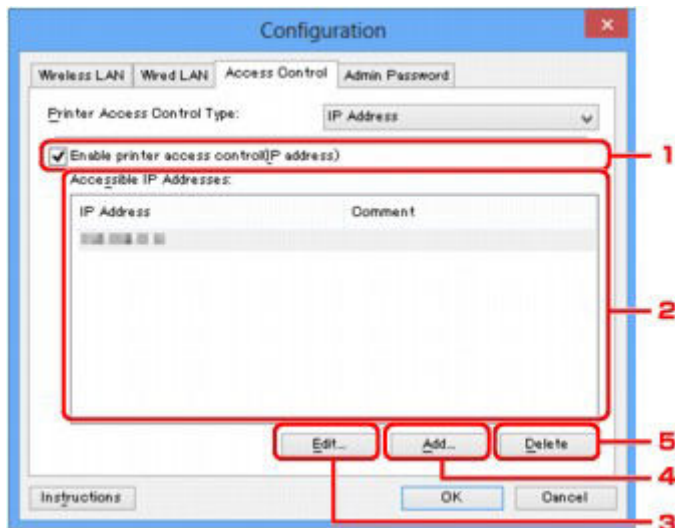 Configuration
Wireless LAN Wired LAN Access Control Admin Password
Printer Access Control Type: IP Address
Enable printer access control(IP address) 1
Accessible IP Addresses:
IP Address Comment
2
Edit... Add... Delete 5
4
Instructions OK Cancel
3